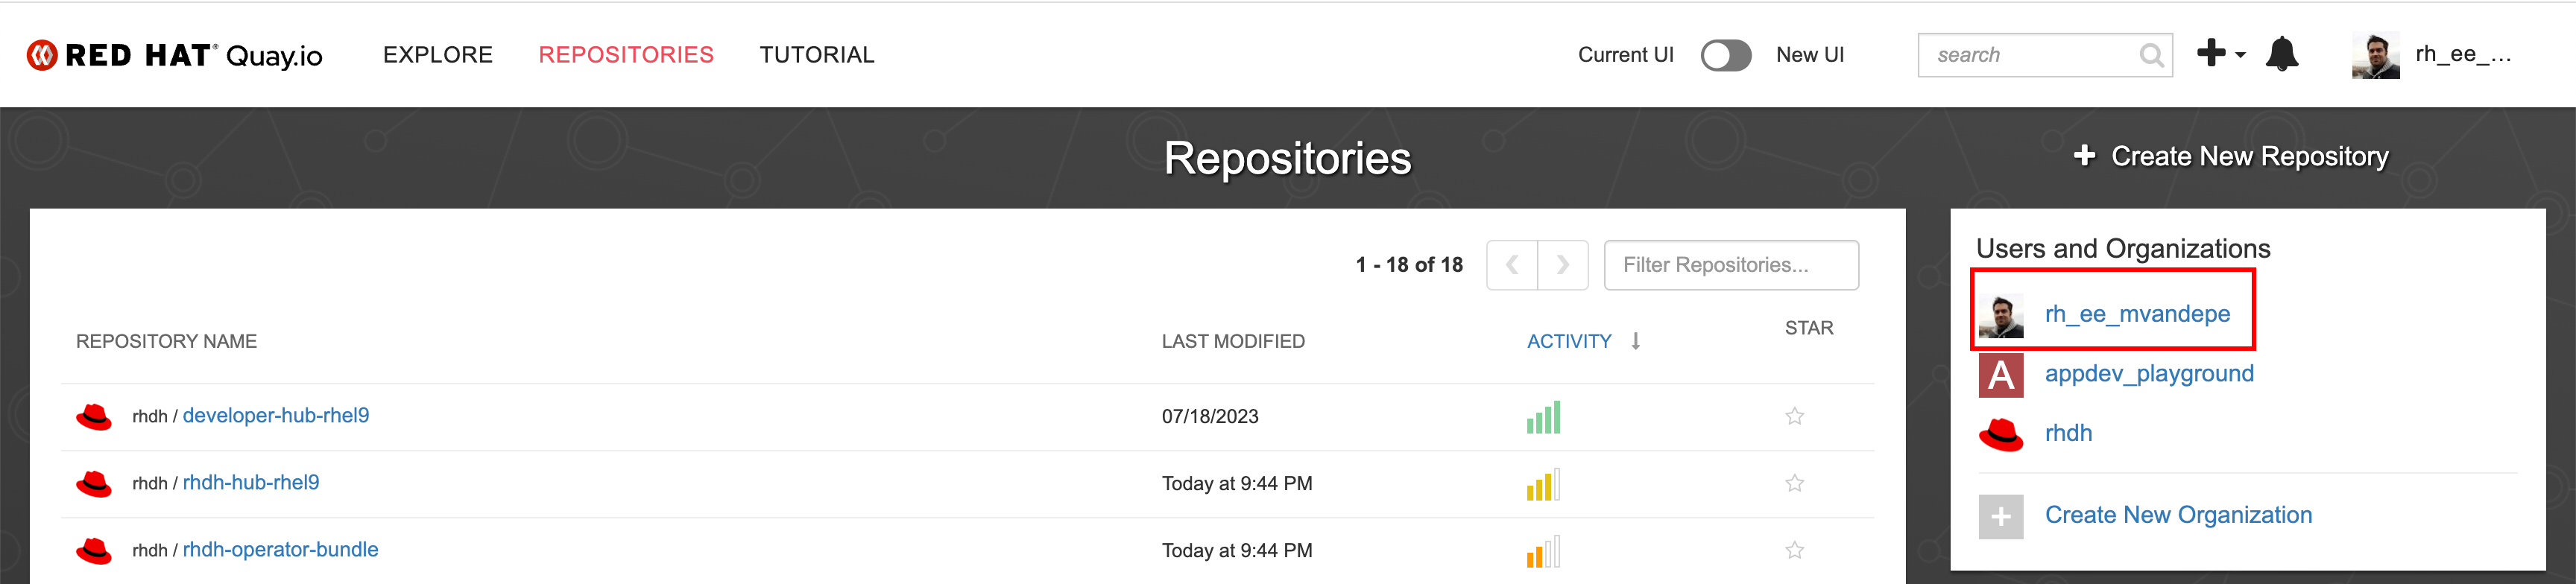 RED HAT® Quay.io EXPLORE REPOSITORIES TUTORIAL Current UI New UI search rh_ee_...
Repositories
Create New Repository
1 - 18 of 18 Filter Repositories...
REPOSITORY NAME LAST MODIFIED ACTIVITY STAR
rhdh / developer-hub-rhel9 07/18/2023
rhdh / rhdh-hub-rhel9 Today at 9:44 PM
rhdh / rhdh-operator-bundle Today at 9:44 PM
Users and Organizations
rh_ee_mvandepe
A appdev_playground
rhdh
Create New Organization